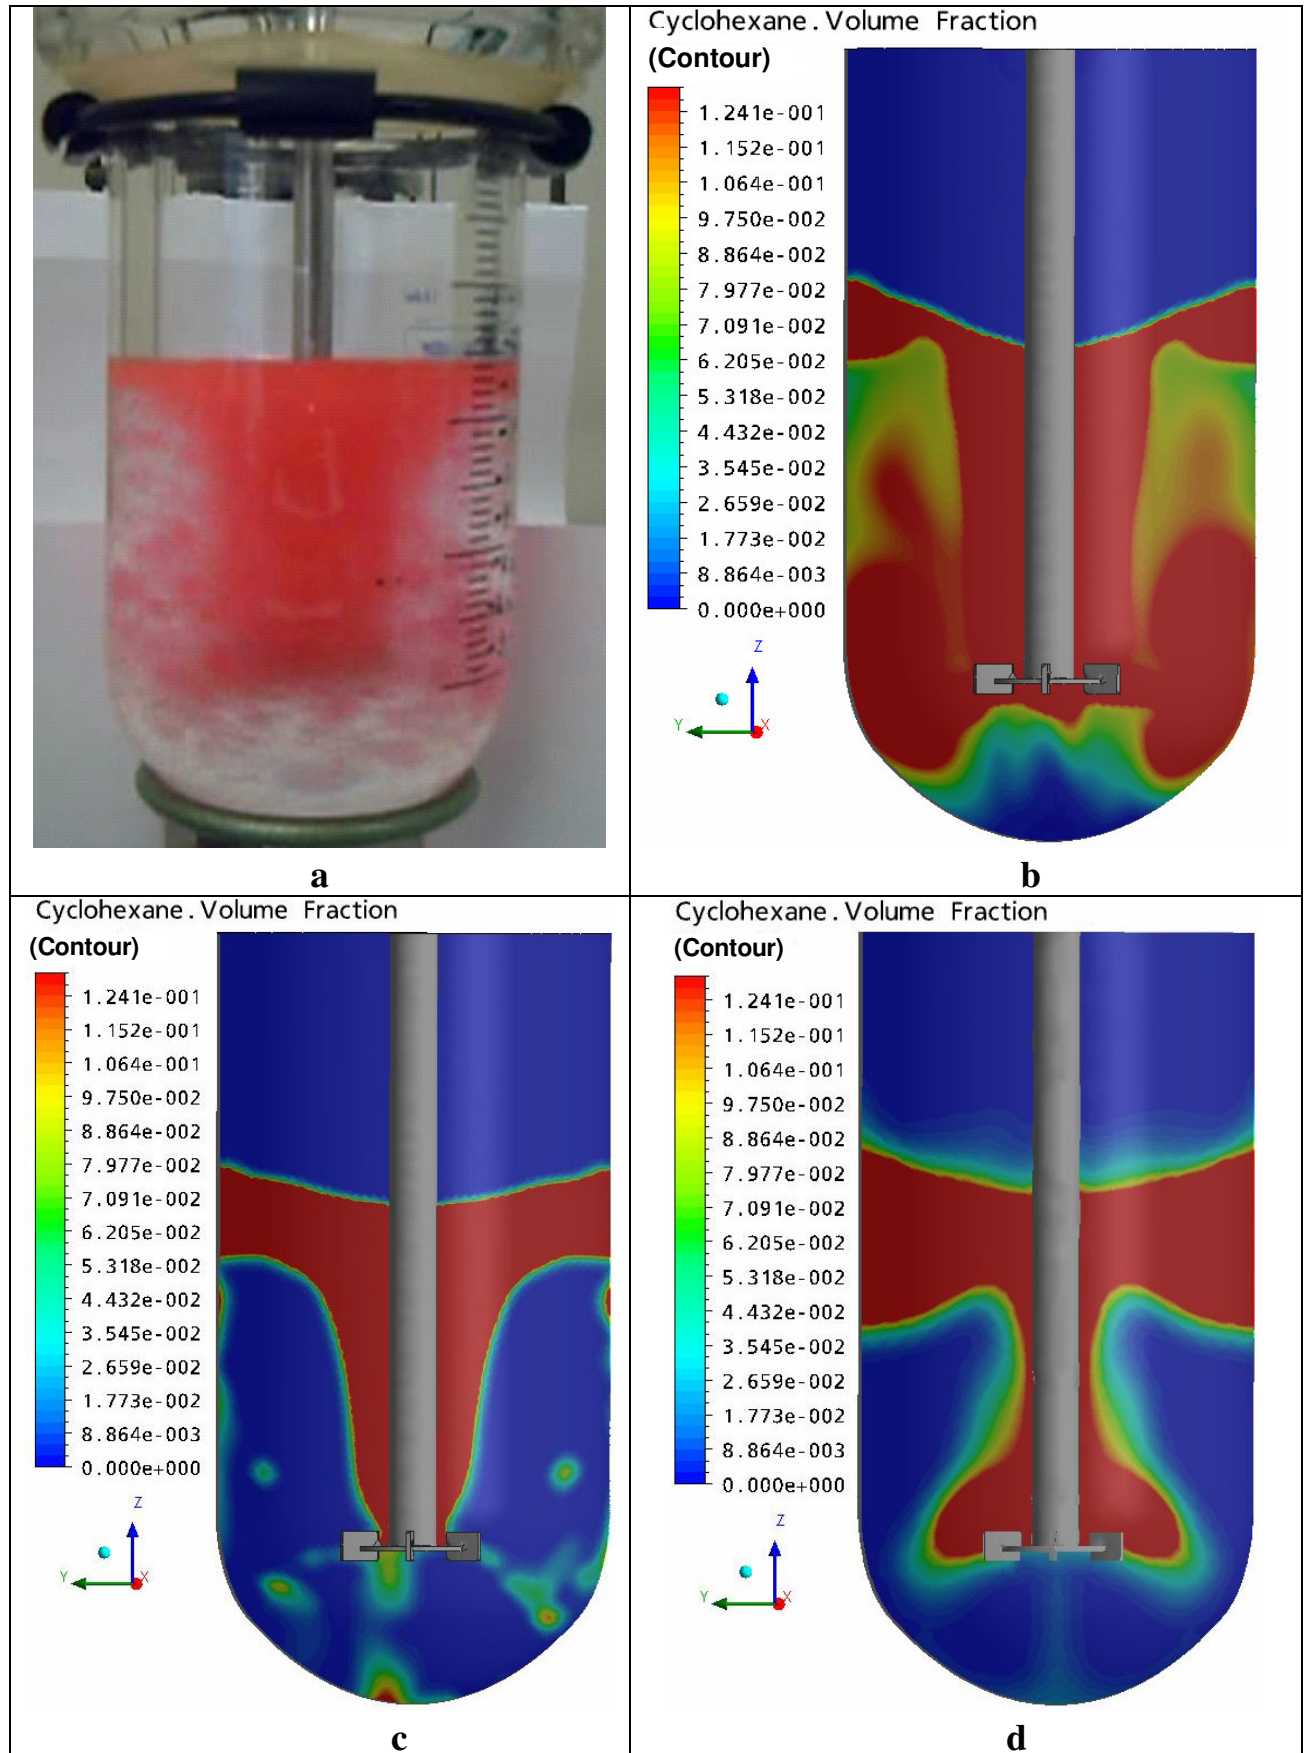 a
Cyclohexane.Volume Fraction
(Contour)
1.241e-001
1.152e-001
1.064e-001
9.750e-002
8.864e-002
7.977e-002
7.091e-002
6.205e-002
5.318e-002
4.432e-002
3.545e-002
2.659e-002
1.773e-002
8.864e-003
0.000e+000
Z
Y
X
b
Cyclohexane.Volume Fraction
(Contour)
1.241e-001
1.152e-001
1.064e-001
9.750e-002
8.864e-002
7.977e-002
7.091e-002
6.205e-002
5.318e-002
4.432e-002
3.545e-002
2.659e-002
1.773e-002
8.864e-003
0.000e+000
Z
Y
X
c
Cyclohexane.Volume Fraction
(Contour)
1.241e-001
1.152e-001
1.064e-001
9.750e-002
8.864e-002
7.977e-002
7.091e-002
6.205e-002
5.318e-002
4.432e-002
3.545e-002
2.659e-002
1.773e-002
8.864e-003
0.000e+000
Z
Y
X
d